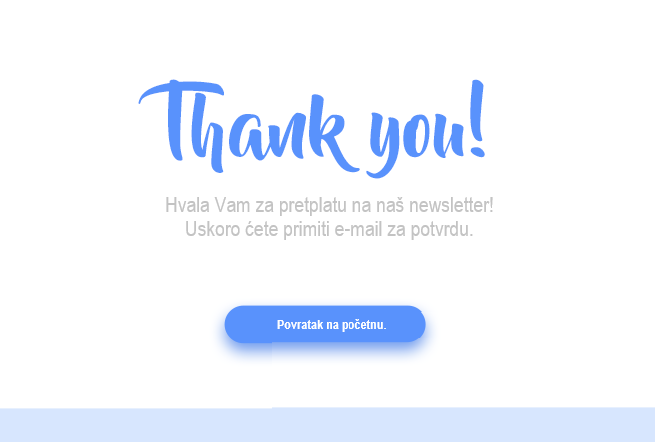 Thank you!
Hvala Vam za pretplatu na naš newsletter!
Uskoro ćete primiti e-mail za potvrdu.
Povratak na početnu.